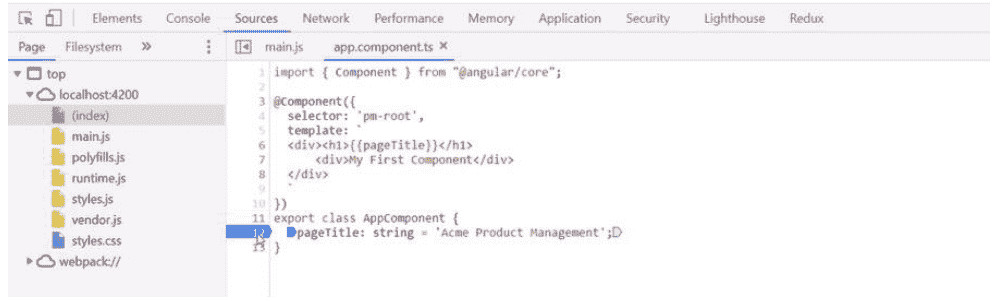 Elements Console Sources Network Performance Memory Application Security Lighthouse Redux
Page Filesystem » main.js app.component.ts ×
top
localhost:4200
(index)
main.js
polyfills.js
runtime.js
styles.js
vendor.js
styles.css
webpack://
1 import { Component } from "@angular/core";
2
3 @Component({
4 selector: 'pm-root',
5 template: `
6 <div><h1>{{pageTitle}}</h1>
7 <div>My First Component</div>
8 </div>
9 `
10 })
11 export class AppComponent {
12 pageTitle: string = 'Acme Product Management';
13 }